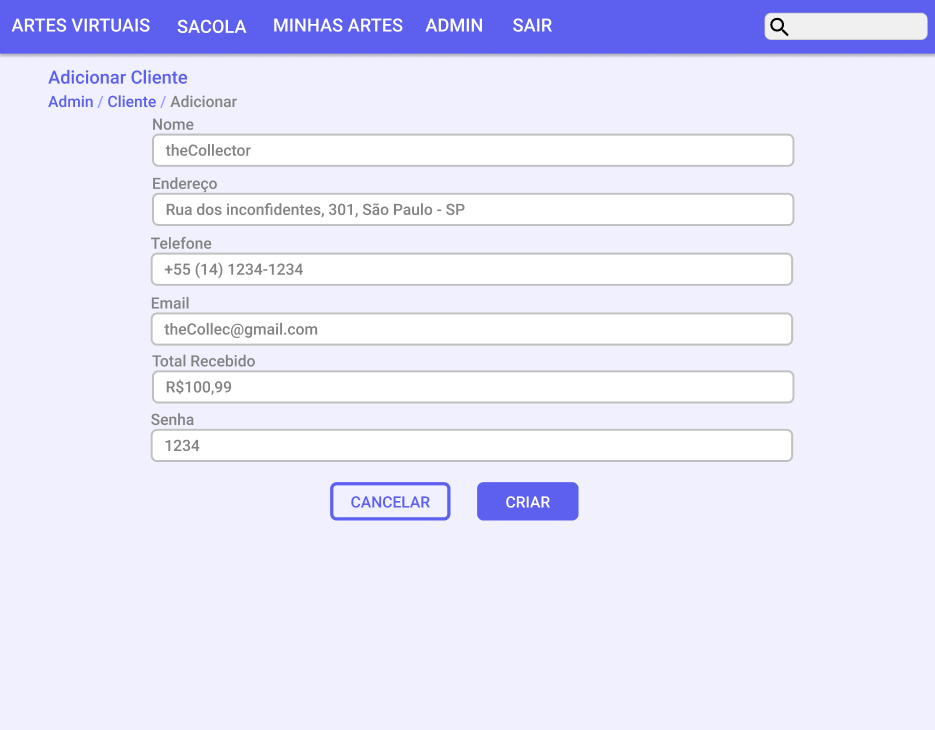 ARTES VIRTUAIS SACOLA MINHAS ARTES ADMIN SAIR
Adicionar Cliente
Admin / Cliente / Adicionar
Nome
theCollector
Endereço
Rua dos inconfidentes, 301, São Paulo - SP
Telefone
+55 (14) 1234-1234
Email
theCollec@gmail.com
Total Recebido
R$100,99
Senha
1234
CANCELAR CRIAR